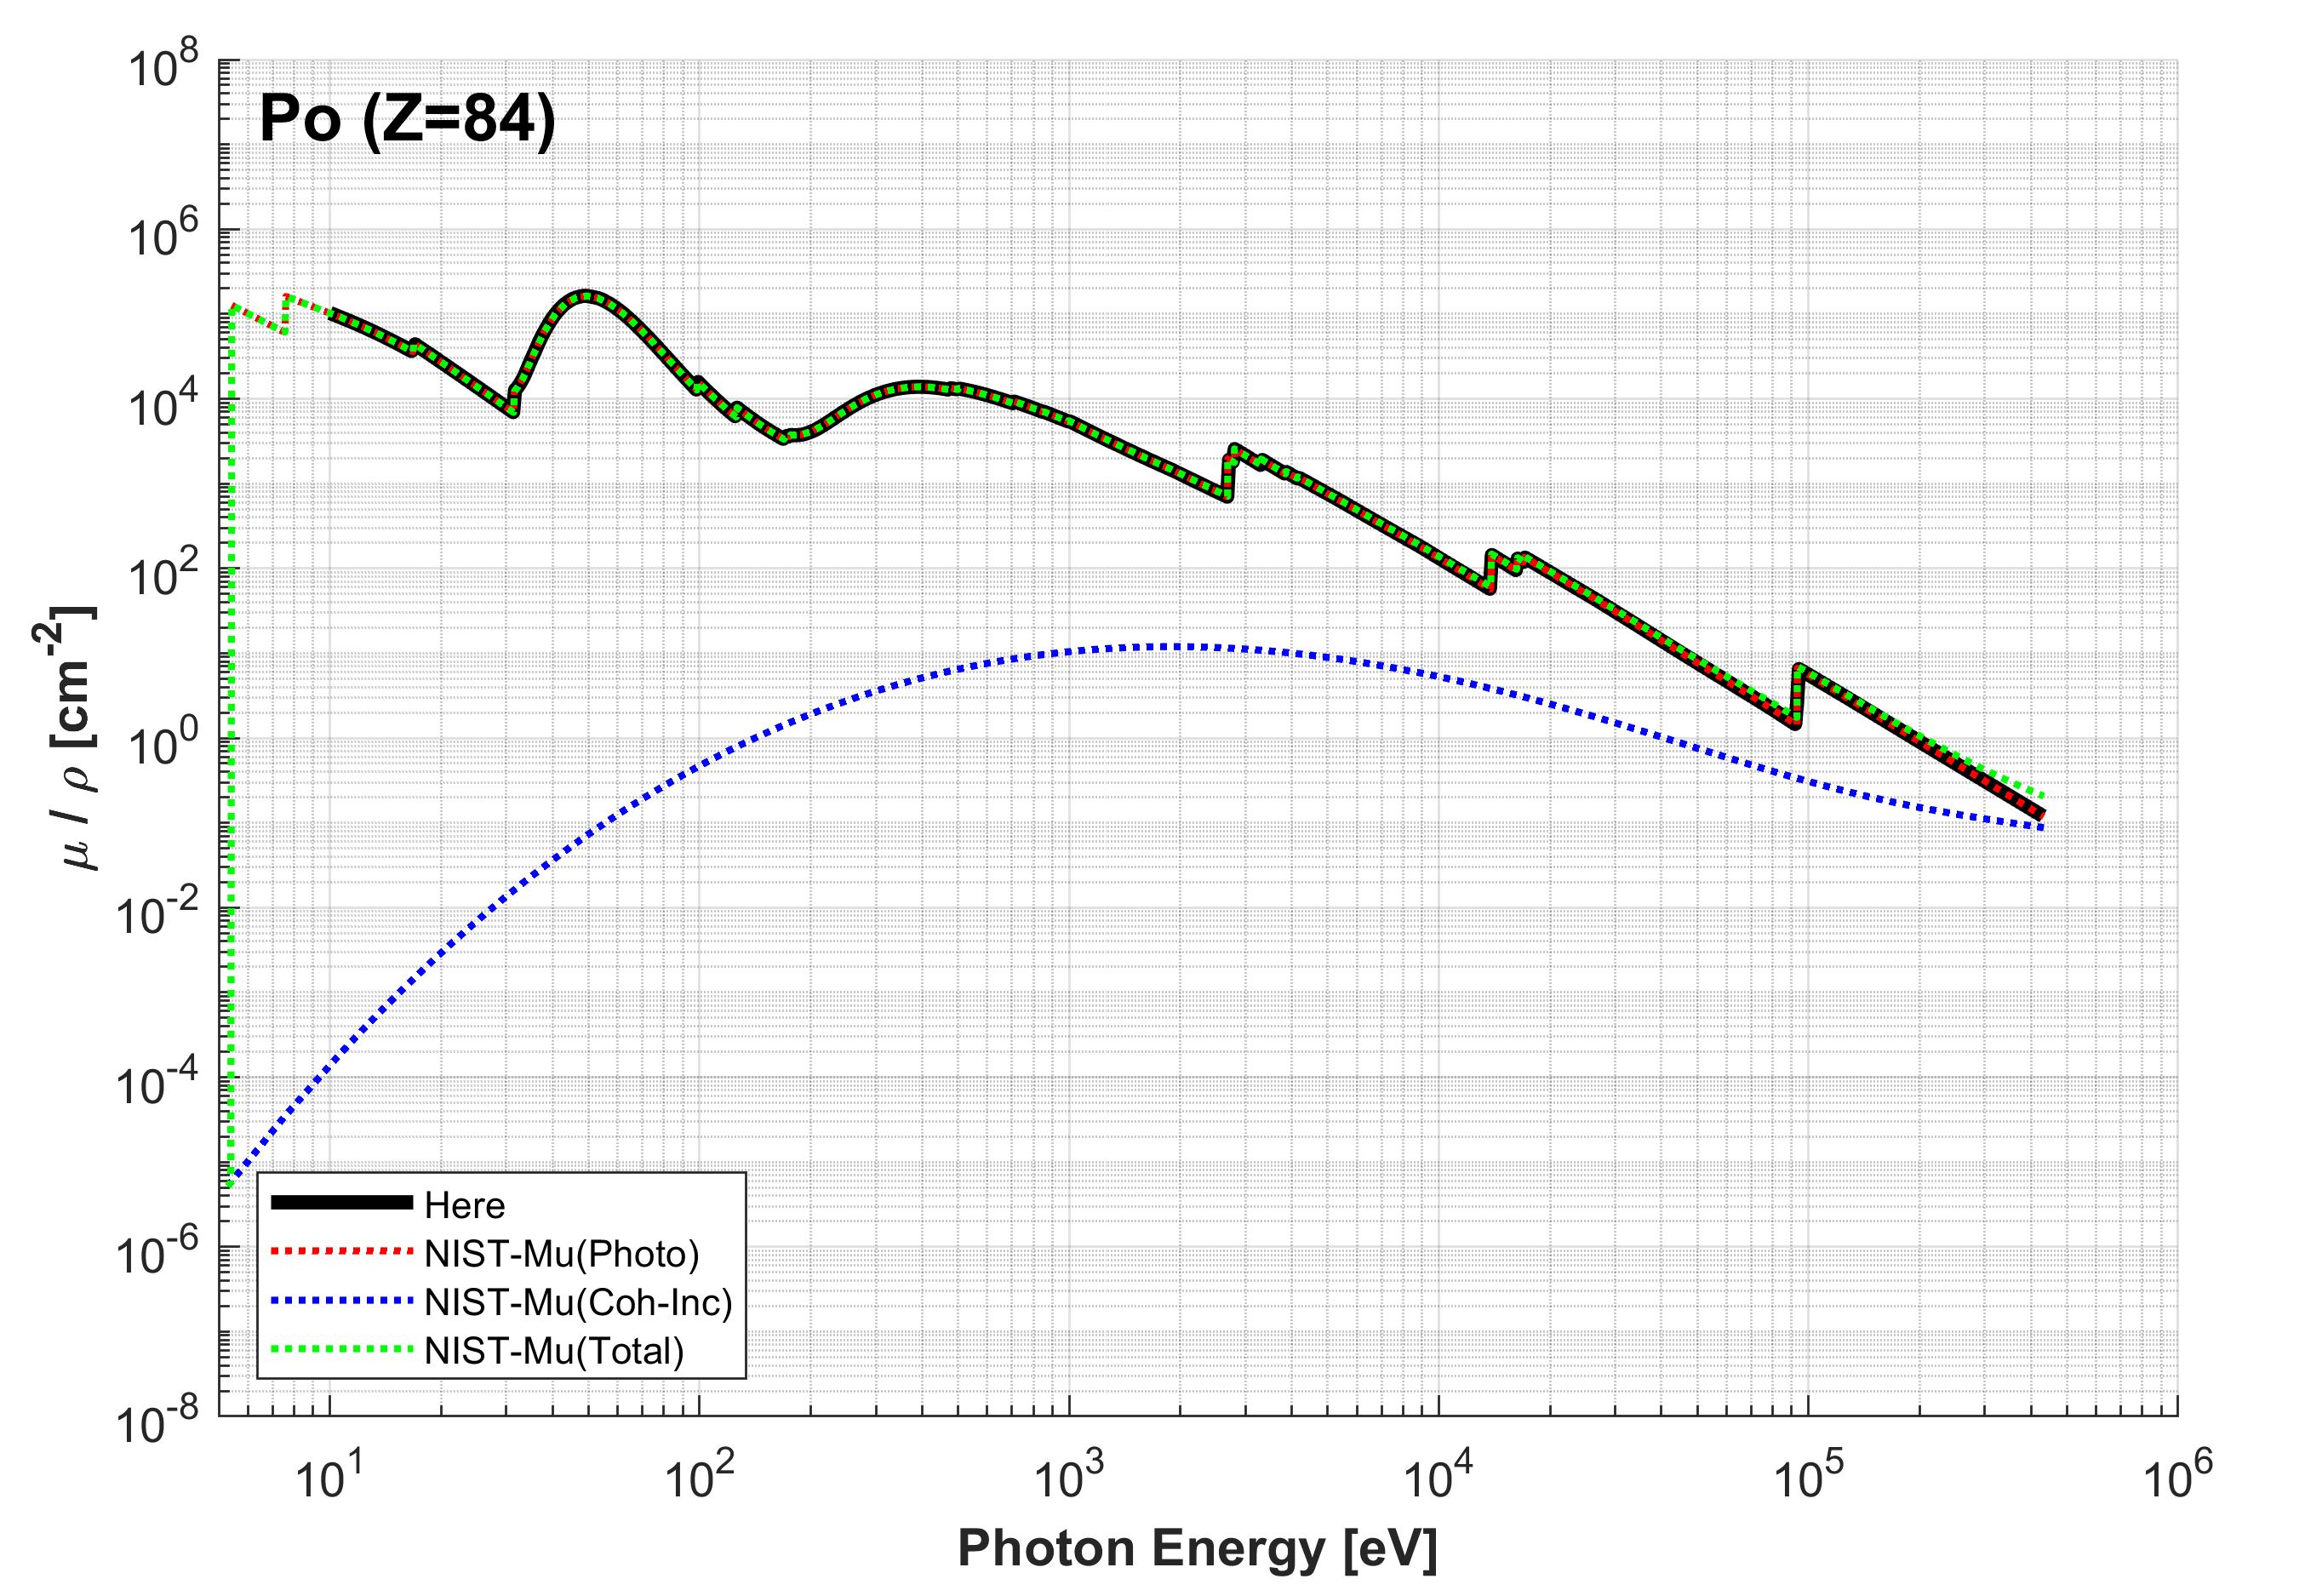 Po (Z=84)
10^8
10^6
10^4
10^2
10^0
10^-2
10^-4
10^-6
10^-8
μ / ρ [cm^-2]
Here
NIST-Mu(Photo)
NIST-Mu(Coh-Inc)
NIST-Mu(Total)
10^1 10^2 10^3 10^4 10^5 10^6
Photon Energy [eV]